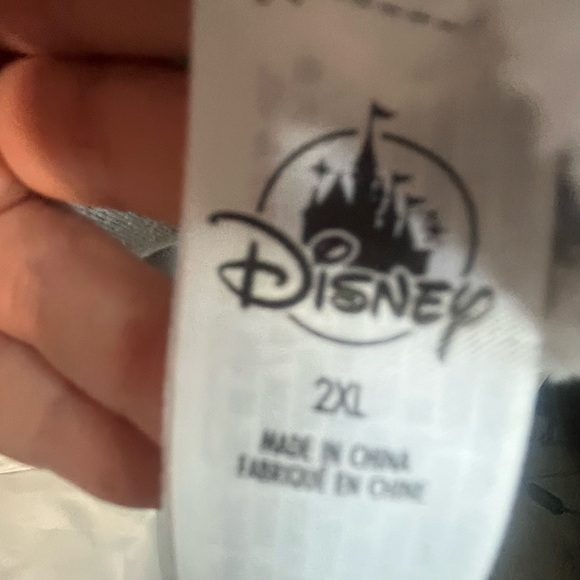 Disney
2XL
MADE IN CHINA
FABRIQUÉ EN CHINE